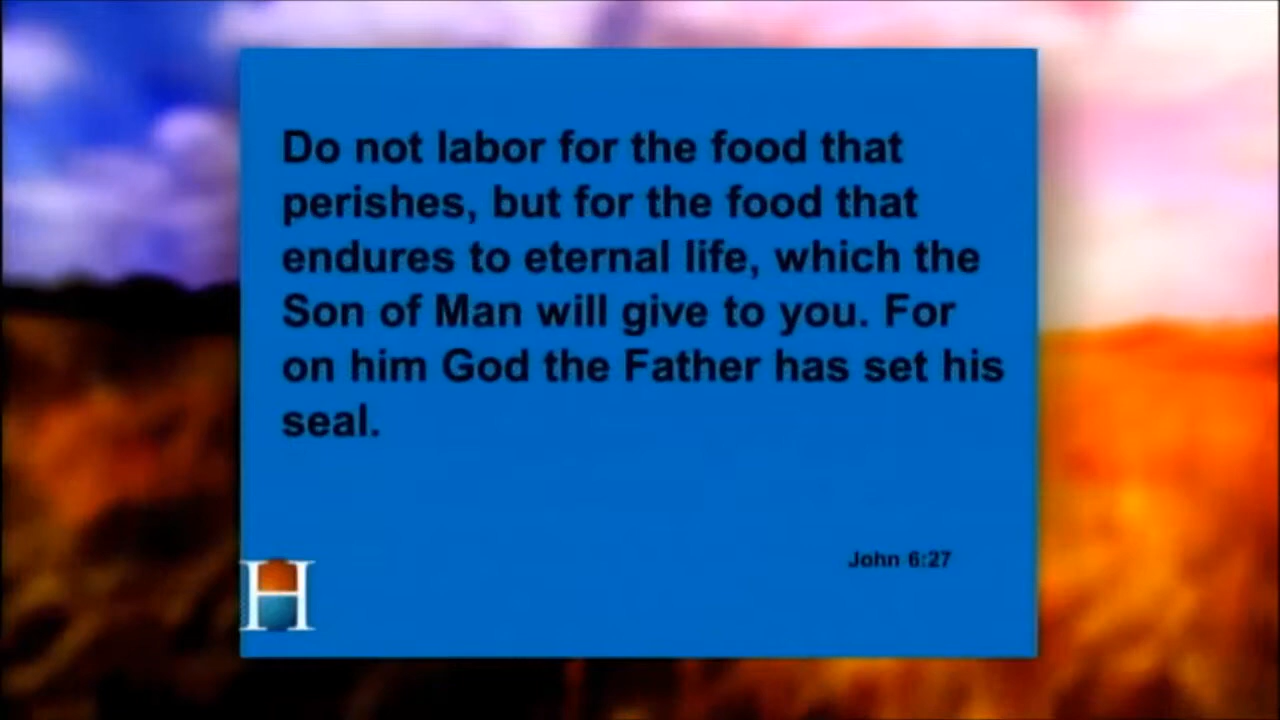 Do not labor for the food that
perishes, but for the food that
endures to eternal life, which the
Son of Man will give to you. For
on him God the Father has set his
seal.
John 6:27
H